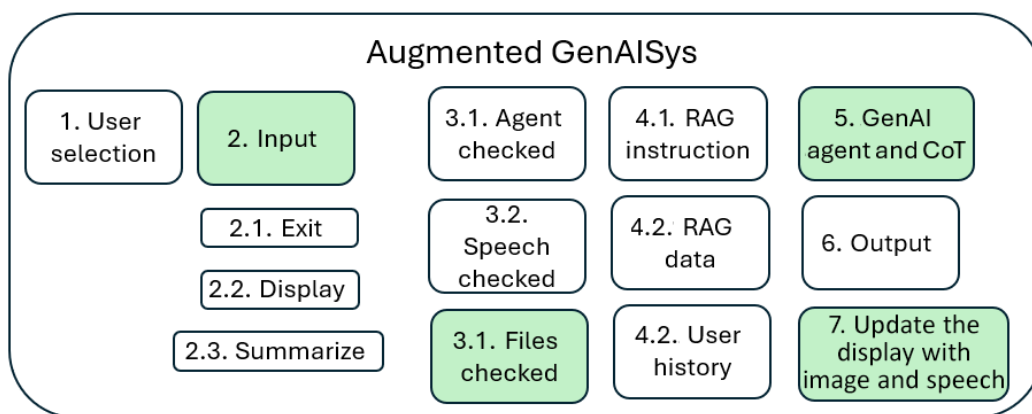 Augmented GenAISys
1. User
selection
2. Input
2.1. Exit
2.2. Display
2.3. Summarize
3.1. Agent
checked
3.2.
Speech
checked
3.1. Files
checked
4.1. RAG
instruction
4.2. RAG
data
4.2. User
history
5. GenAI
agent and CoT
6. Output
7. Update the
display with
image and speech